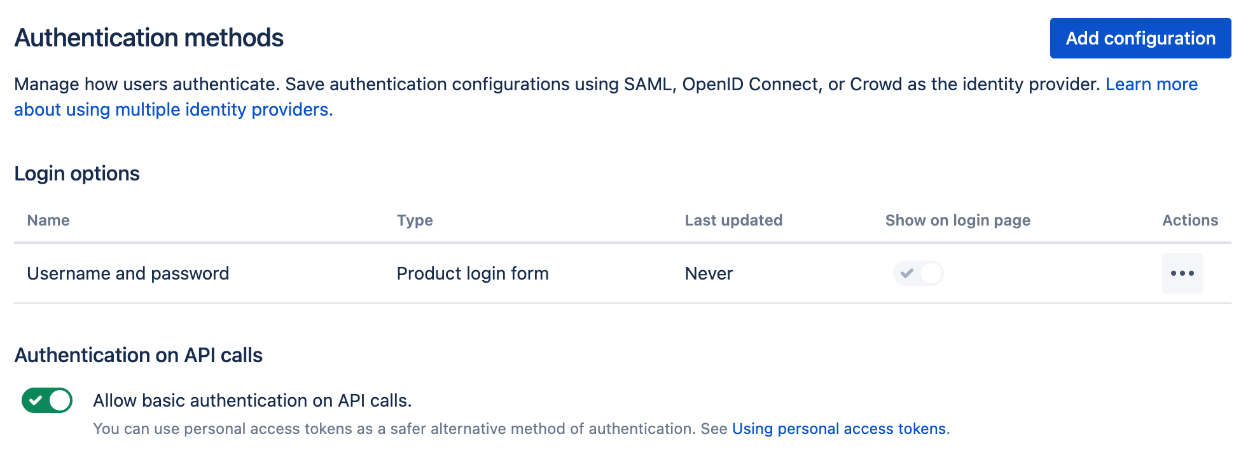 Authentication methods
Add configuration
Manage how users authenticate. Save authentication configurations using SAML, OpenID Connect, or Crowd as the identity provider. Learn more
about using multiple identity providers.
Login options
Name Type Last updated Show on login page Actions
Username and password Product login form Never
Authentication on API calls
Allow basic authentication on API calls.
You can use personal access tokens as a safer alternative method of authentication. See Using personal access tokens.